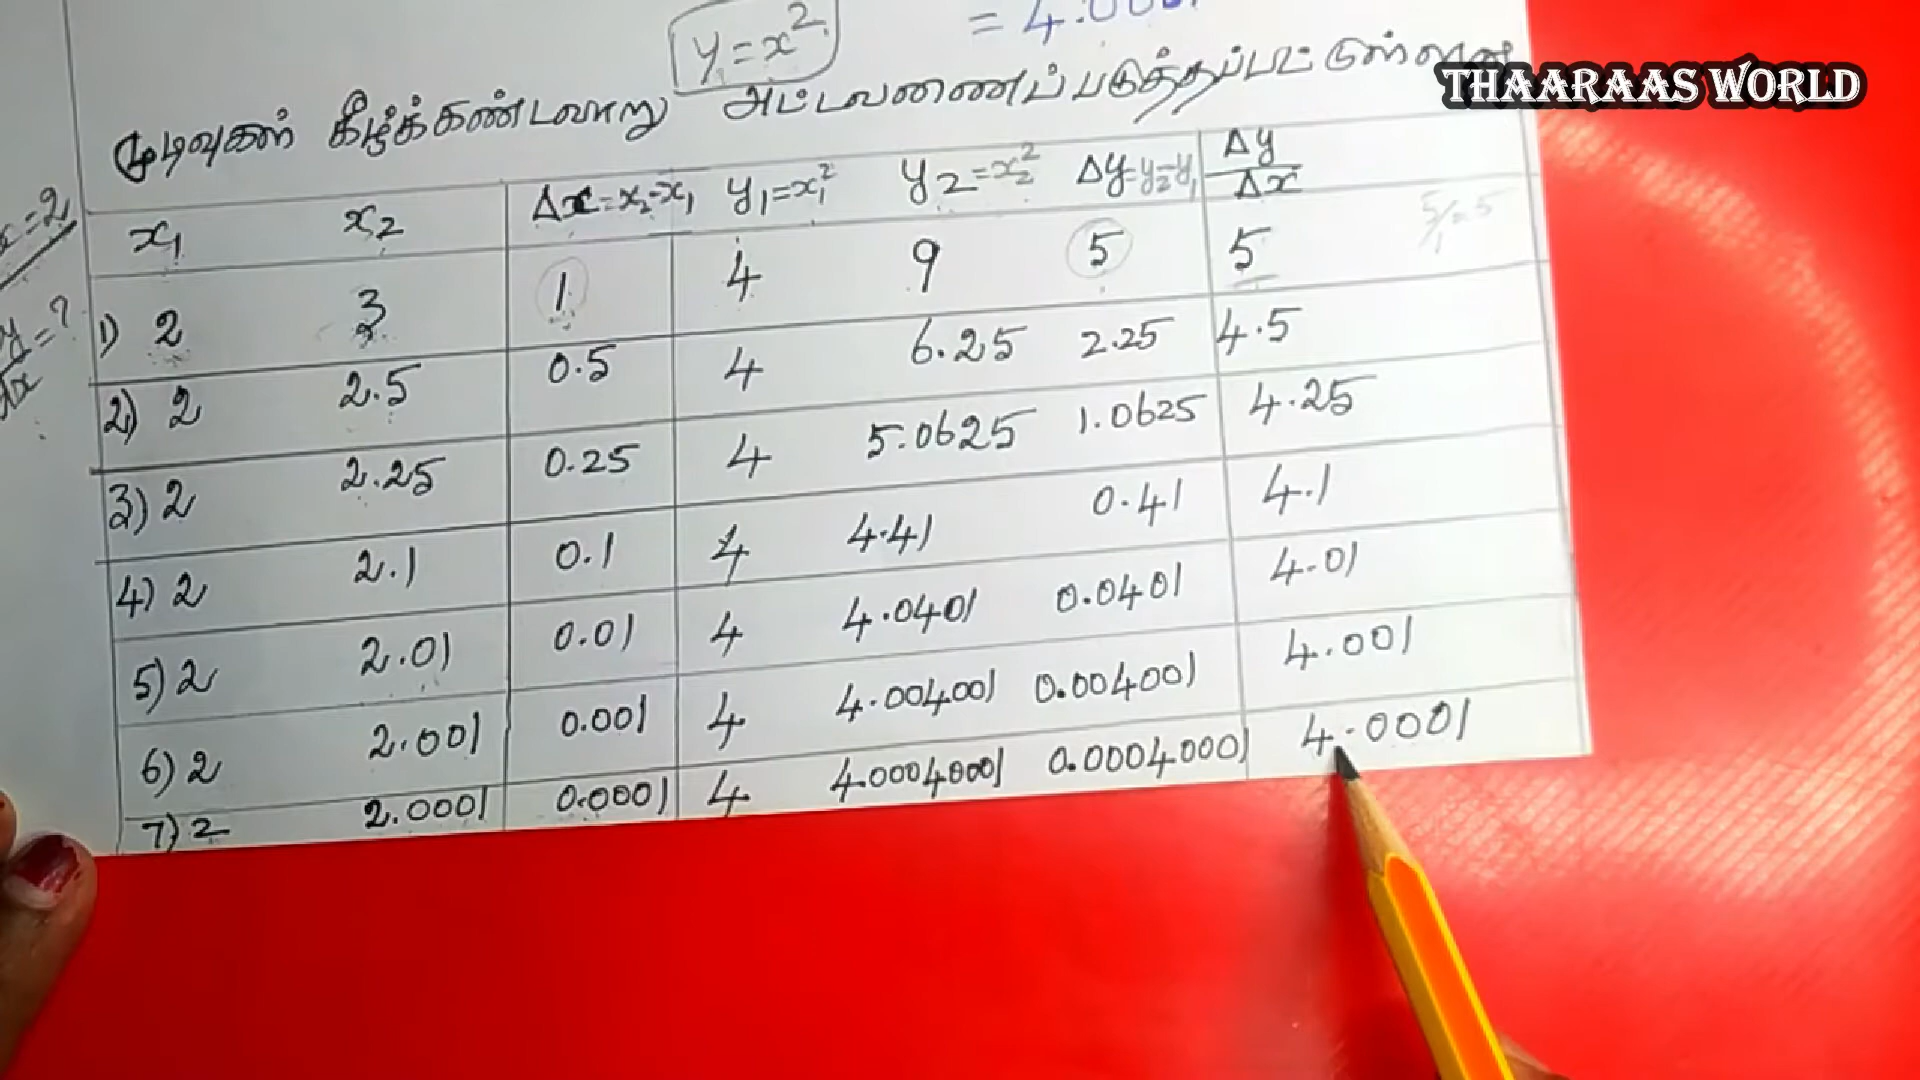 y = x²
= 4.0001
THAARAAS WORLD
முடிவுகள் கீழ்க்கண்டவாறு அட்டவணைப்படுத்தப்பட்டுள்ளன
x₁ x₂ Δx=x₂-x₁ y₁=x₁² y₂=x₂² Δy=y₂-y₁ Δy/Δx
1) 2 3 1 4 9 5 5
5/1=5
2) 2 2.5 0.5 4 6.25 2.25 4.5
3) 2 2.25 0.25 4 5.0625 1.0625 4.25
4) 2 2.1 0.1 4 4.41 0.41 4.1
5) 2 2.01 0.01 4 4.0401 0.0401 4.01
6) 2 2.001 0.001 4 4.004001 0.004001 4.001
7) 2 2.0001 0.0001 4 4.00040001 0.00040001 4.0001
x=2